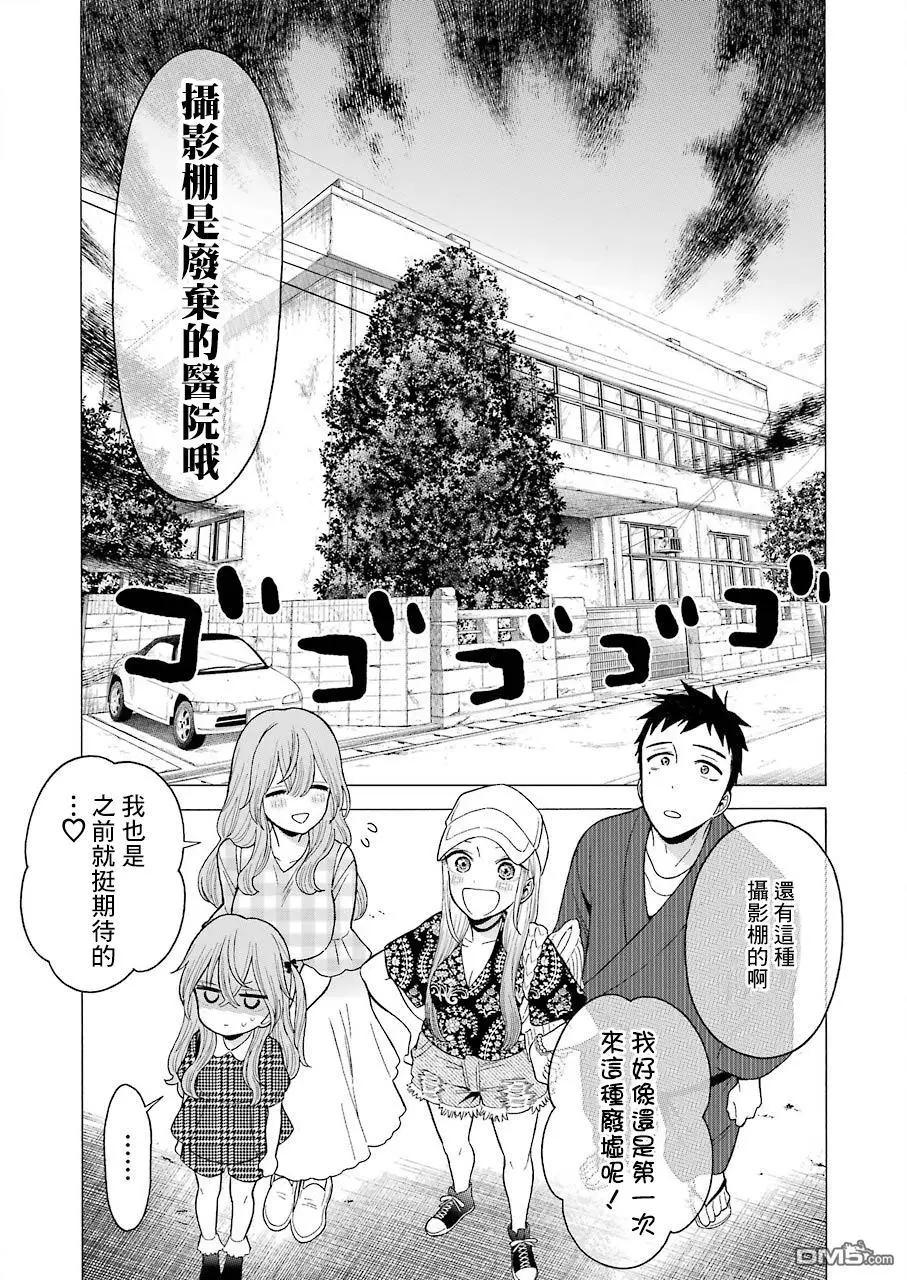 攝影棚是廢棄的醫院哦
ゴゴゴゴゴ
還有這種
攝影棚的啊
我好像還是第一次
來這種廢墟呢！
我也是
之前就挺期待的
…♡
……
DM5.com